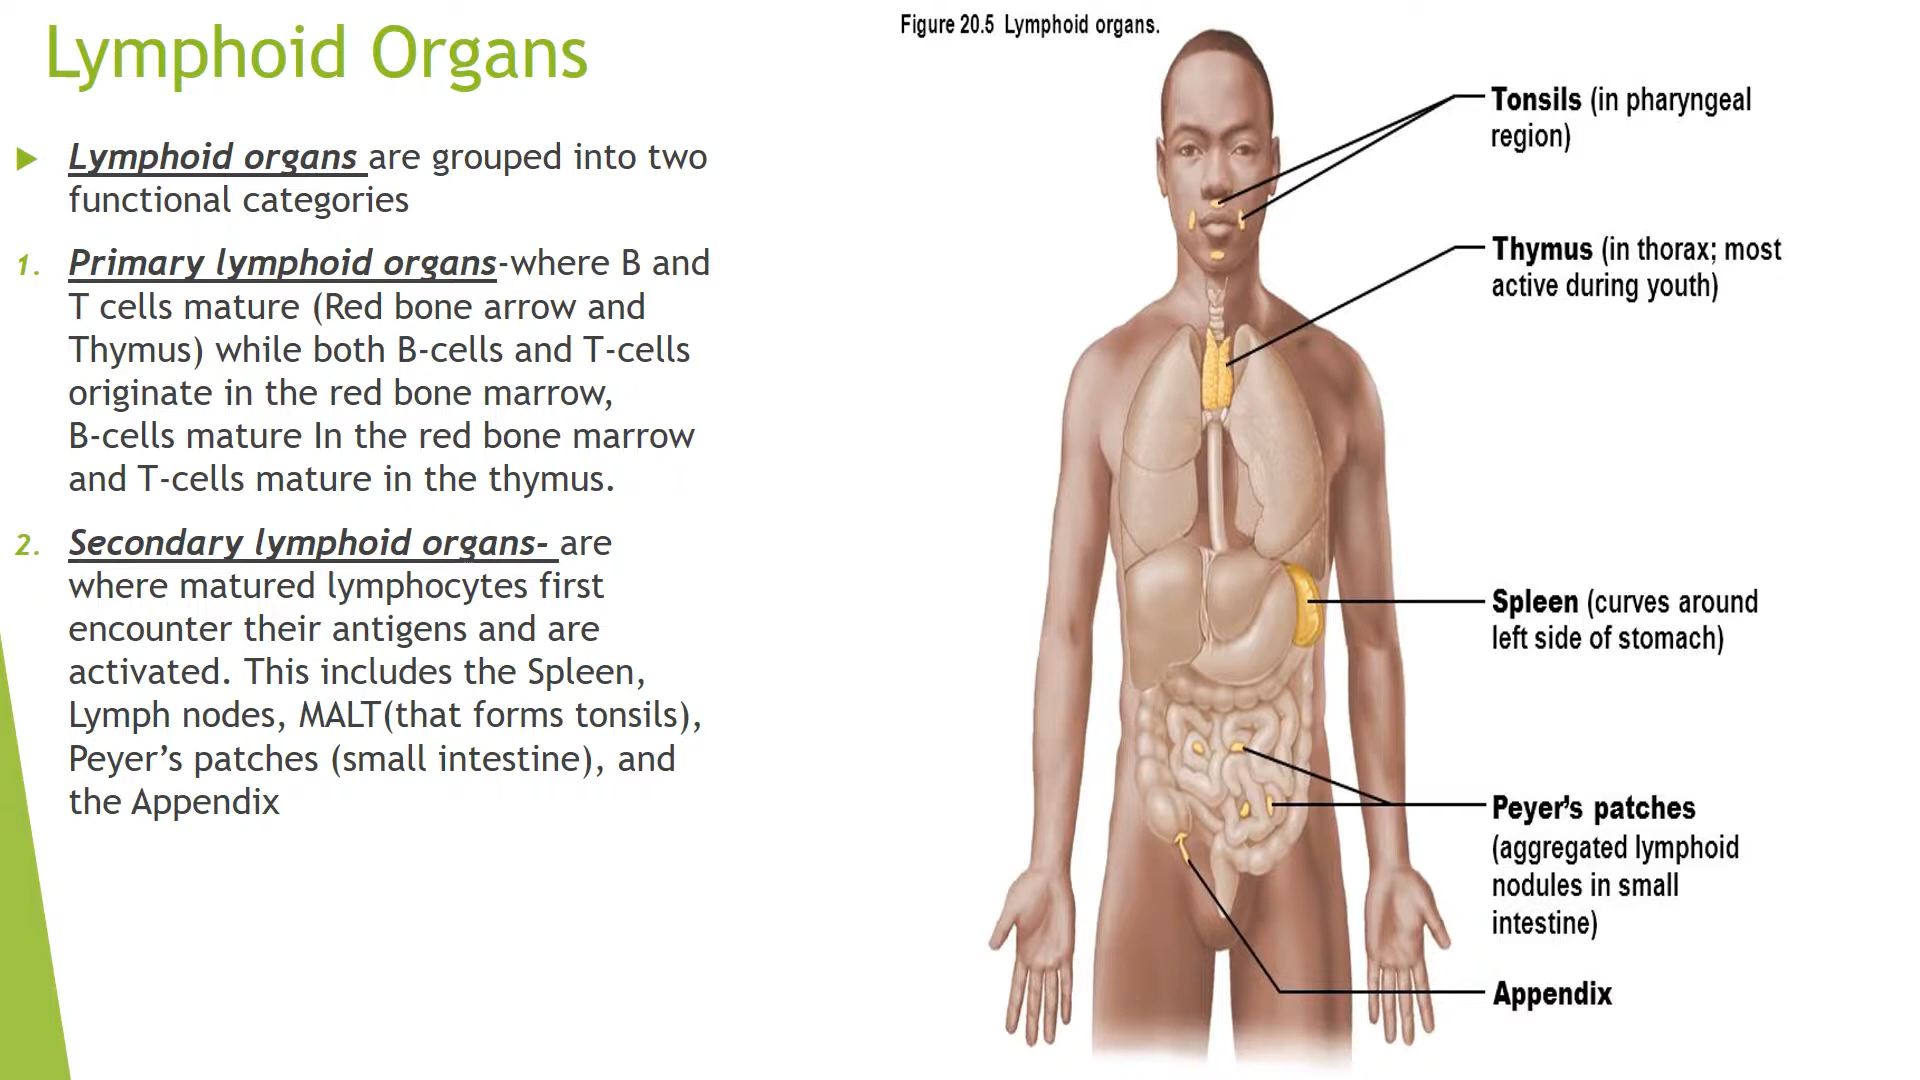 Lymphoid Organs
Lymphoid organs are grouped into two
functional categories
1. Primary lymphoid organs-where B and
T cells mature (Red bone arrow and
Thymus) while both B-cells and T-cells
originate in the red bone marrow,
B-cells mature In the red bone marrow
and T-cells mature in the thymus.
2. Secondary lymphoid organs- are
where matured lymphocytes first
encounter their antigens and are
activated. This includes the Spleen,
Lymph nodes, MALT(that forms tonsils),
Peyer’s patches (small intestine), and
the Appendix
Figure 20.5 Lymphoid organs.
Tonsils (in pharyngeal
region)
Thymus (in thorax; most
active during youth)
Spleen (curves around
left side of stomach)
Peyer’s patches
(aggregated lymphoid
nodules in small
intestine)
Appendix